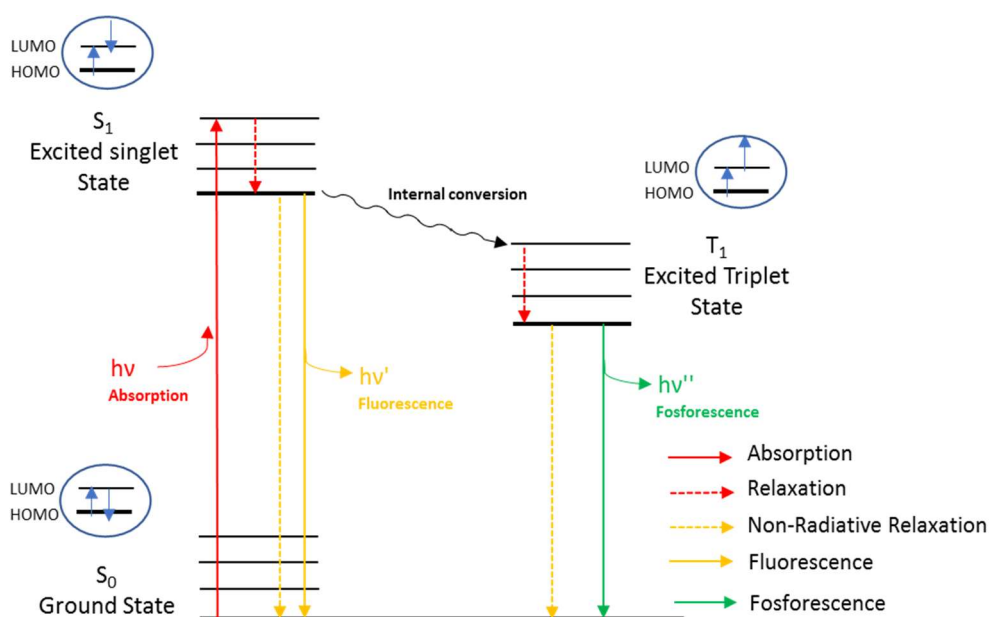 LUMO
HOMO
S1
Excited singlet
State
Internal conversion
LUMO
HOMO
T1
Excited Triplet
State
hν
Absorption
hν'
Fluorescence
hν''
Fosforescence
LUMO
HOMO
S0
Ground State
Absorption
Relaxation
Non-Radiative Relaxation
Fluorescence
Fosforescence